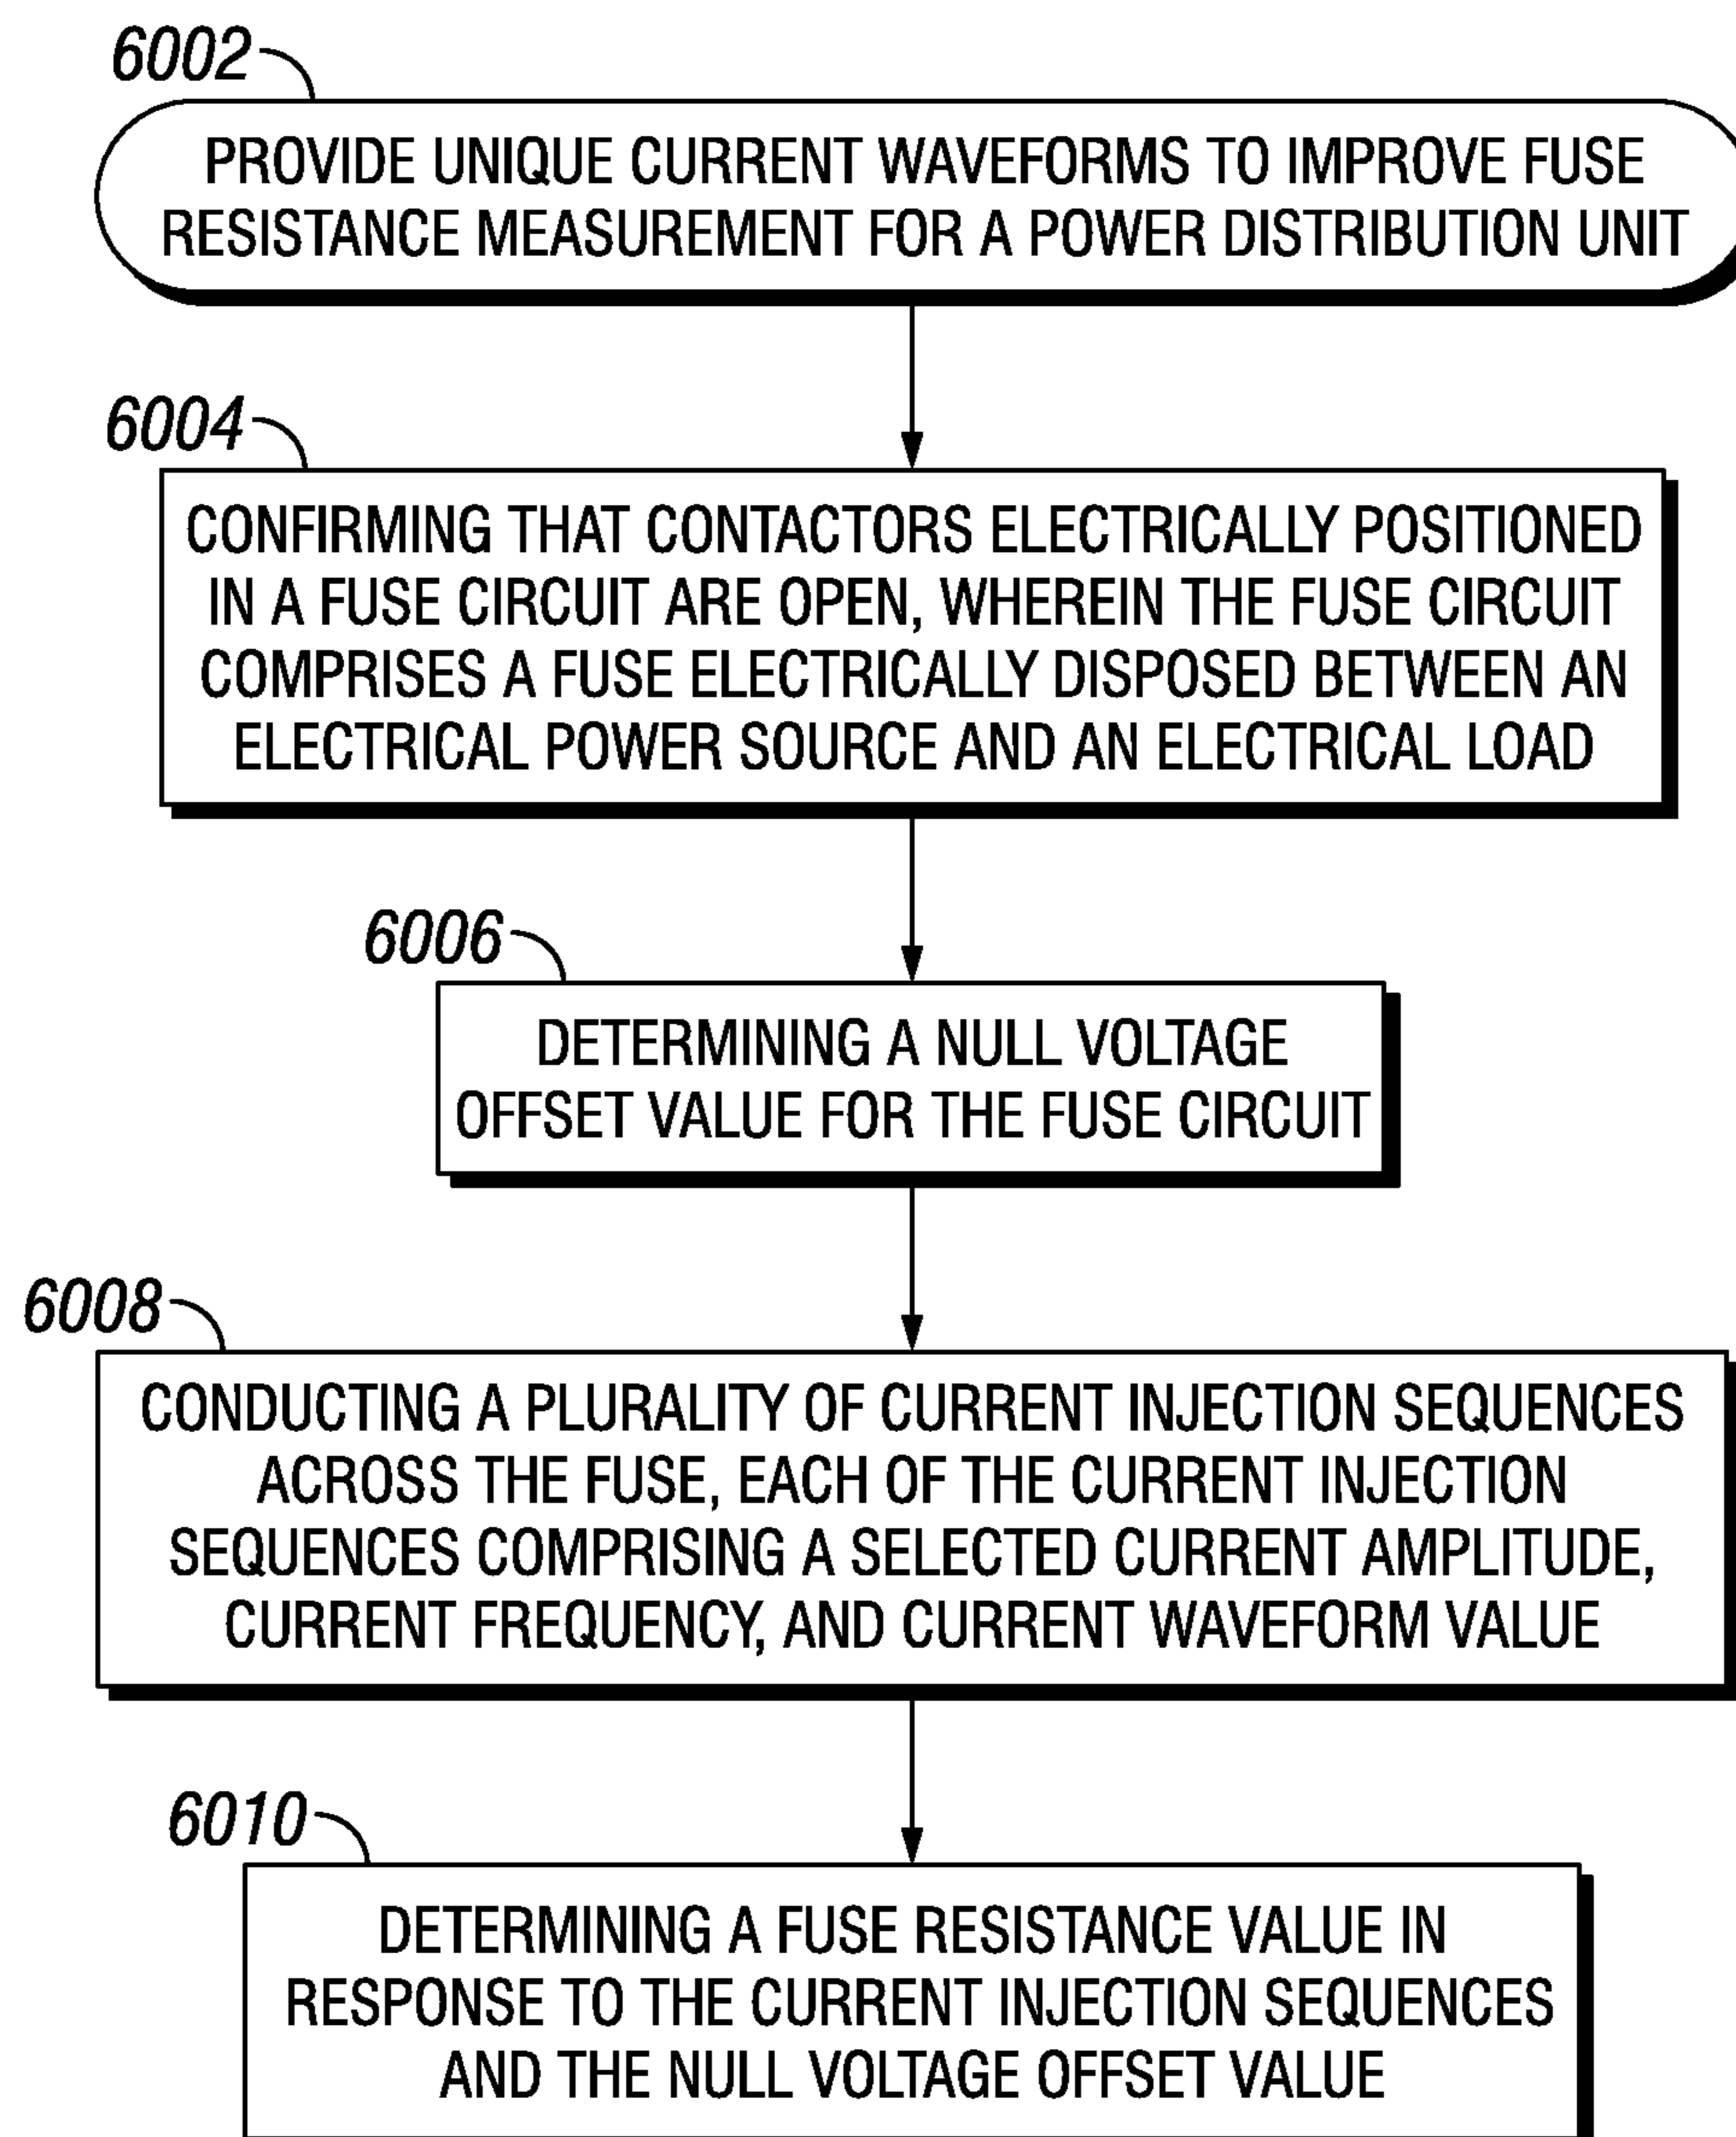 6002
PROVIDE UNIQUE CURRENT WAVEFORMS TO IMPROVE FUSE
RESISTANCE MEASUREMENT FOR A POWER DISTRIBUTION UNIT
6004
CONFIRMING THAT CONTACTORS ELECTRICALLY POSITIONED
IN A FUSE CIRCUIT ARE OPEN, WHEREIN THE FUSE CIRCUIT
COMPRISES A FUSE ELECTRICALLY DISPOSED BETWEEN AN
ELECTRICAL POWER SOURCE AND AN ELECTRICAL LOAD
6006
DETERMINING A NULL VOLTAGE
OFFSET VALUE FOR THE FUSE CIRCUIT
6008
CONDUCTING A PLURALITY OF CURRENT INJECTION SEQUENCES
ACROSS THE FUSE, EACH OF THE CURRENT INJECTION
SEQUENCES COMPRISING A SELECTED CURRENT AMPLITUDE,
CURRENT FREQUENCY, AND CURRENT WAVEFORM VALUE
6010
DETERMINING A FUSE RESISTANCE VALUE IN
RESPONSE TO THE CURRENT INJECTION SEQUENCES
AND THE NULL VOLTAGE OFFSET VALUE